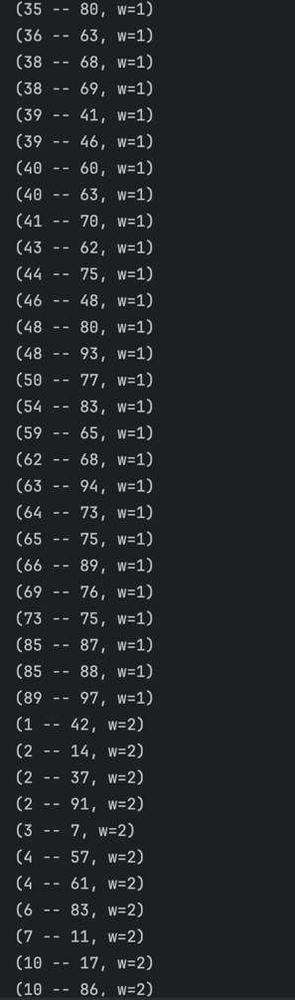 (35 -- 80, w=1)
(36 -- 63, w=1)
(38 -- 68, w=1)
(38 -- 69, w=1)
(39 -- 41, w=1)
(39 -- 46, w=1)
(40 -- 60, w=1)
(40 -- 63, w=1)
(41 -- 70, w=1)
(43 -- 62, w=1)
(44 -- 75, w=1)
(46 -- 48, w=1)
(48 -- 80, w=1)
(48 -- 93, w=1)
(50 -- 77, w=1)
(54 -- 83, w=1)
(59 -- 65, w=1)
(62 -- 68, w=1)
(63 -- 94, w=1)
(64 -- 73, w=1)
(65 -- 75, w=1)
(66 -- 89, w=1)
(69 -- 76, w=1)
(73 -- 75, w=1)
(85 -- 87, w=1)
(85 -- 88, w=1)
(89 -- 97, w=1)
(1 -- 42, w=2)
(2 -- 14, w=2)
(2 -- 37, w=2)
(2 -- 91, w=2)
(3 -- 7, w=2)
(4 -- 57, w=2)
(4 -- 61, w=2)
(6 -- 83, w=2)
(7 -- 11, w=2)
(10 -- 17, w=2)
(10 -- 86, w=2)